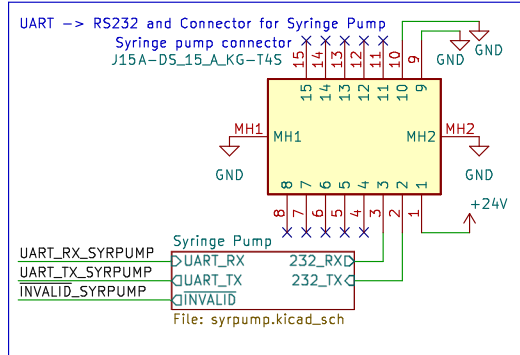 UART -> RS232 and Connector for Syringe Pump
Syringe pump connector
J15A-DS_15_A_KG-T4S
15 14 13 12 11 10 9
GND
GND
15 14 13 12 11 10 9
MH1 MH1 MH2 MH2
GND GND
8 7 6 5 4 3 2 1
8 7 6 5 4 3 2 1
+24V
Syringe Pump
UART_RX_SYRPUMP UART_RX 232_RX
UART_TX_SYRPUMP UART_TX 232_TX
INVALID_SYRPUMP INVALID
File: syrpump.kicad_sch